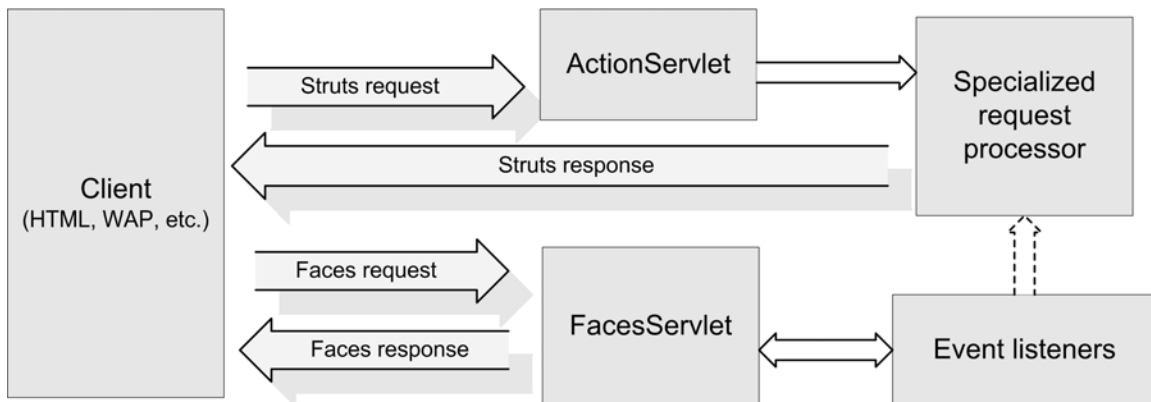 Client
(HTML, WAP, etc.)
Struts request
ActionServlet
Specialized
request
processor
Struts response
Faces request
FacesServlet
Faces response
Event listeners